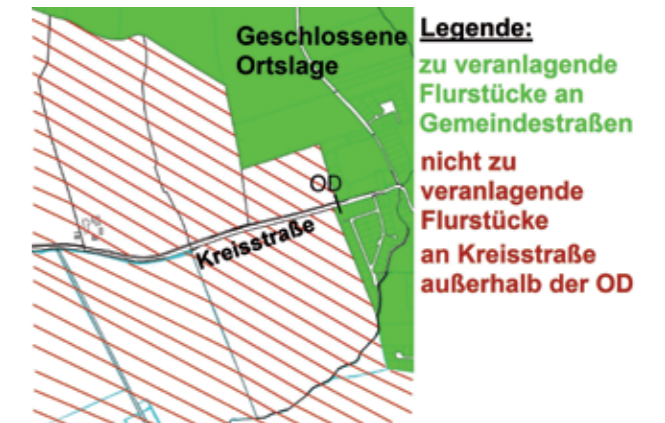 Geschlossene
Ortslage
OD
Kreisstraße
Legende:
zu veranlagende
Flurstücke an
Gemeindestraßen
nicht zu
veranlagende
Flurstücke
an Kreisstraße
außerhalb der OD